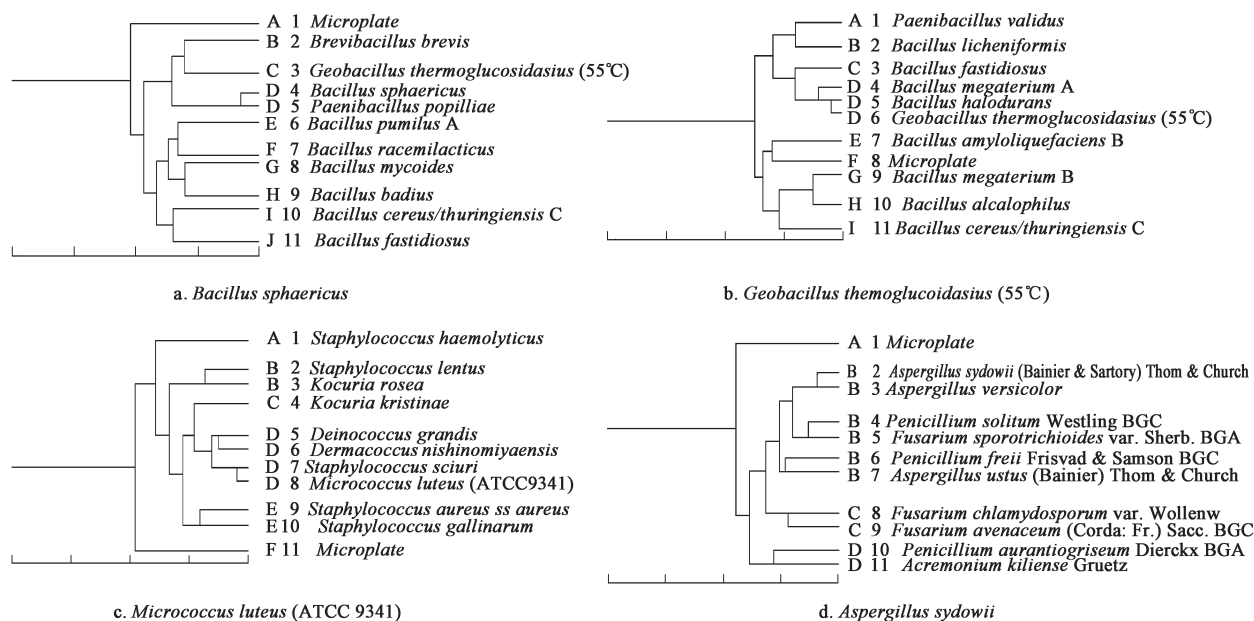 A 1 Microplate
B 2 Brevibacillus brevis
C 3 Geobacillus thermoglucosidasius (55℃)
D 4 Bacillus sphaericus
D 5 Paenibacillus popilliae
E 6 Bacillus pumilus A
F 7 Bacillus racemilacticus
G 8 Bacillus mycoides
H 9 Bacillus badius
I 10 Bacillus cereus/thuringiensis C
J 11 Bacillus fastidiosus
a. Bacillus sphaericus
A 1 Paenibacillus validus
B 2 Bacillus licheniformis
C 3 Bacillus fastidiosus
D 4 Bacillus megaterium A
D 5 Bacillus halodurans
D 6 Geobacillus thermoglucosidasius (55℃)
E 7 Bacillus amyloliquefaciens B
F 8 Microplate
G 9 Bacillus megaterium B
H 10 Bacillus alcalophilus
I 11 Bacillus cereus/thuringiensis C
b. Geobacillus themoglucoidasius (55℃)
A 1 Staphylococcus haemolyticus
B 2 Staphylococcus lentus
B 3 Kocuria rosea
C 4 Kocuria kristinae
D 5 Deinococcus grandis
D 6 Dermacoccus nishinomiyaensis
D 7 Staphylococcus sciuri
D 8 Micrococcus luteus (ATCC9341)
E 9 Staphylococcus aureus ss aureus
E 10 Staphylococcus gallinarum
F 11 Microplate
c. Micrococcus luteus (ATCC 9341)
A 1 Microplate
B 2 Aspergillus sydowii (Bainier & Sartory) Thom & Church
B 3 Aspergillus versicolor
B 4 Penicillium solitum Westling BGC
B 5 Fusarium sporotrichioides var. Sherb. BGA
B 6 Penicillium freii Frisvad & Samson BGC
B 7 Aspergillus ustus (Bainier) Thom & Church
C 8 Fusarium chlamydosporum var. Wollenw
C 9 Fusarium avenaceum (Corda: Fr.) Sacc. BGC
D 10 Penicillium aurantiogriseum Dierckx BGA
D 11 Acremonium kiliense Gruetz
d. Aspergillus sydowii